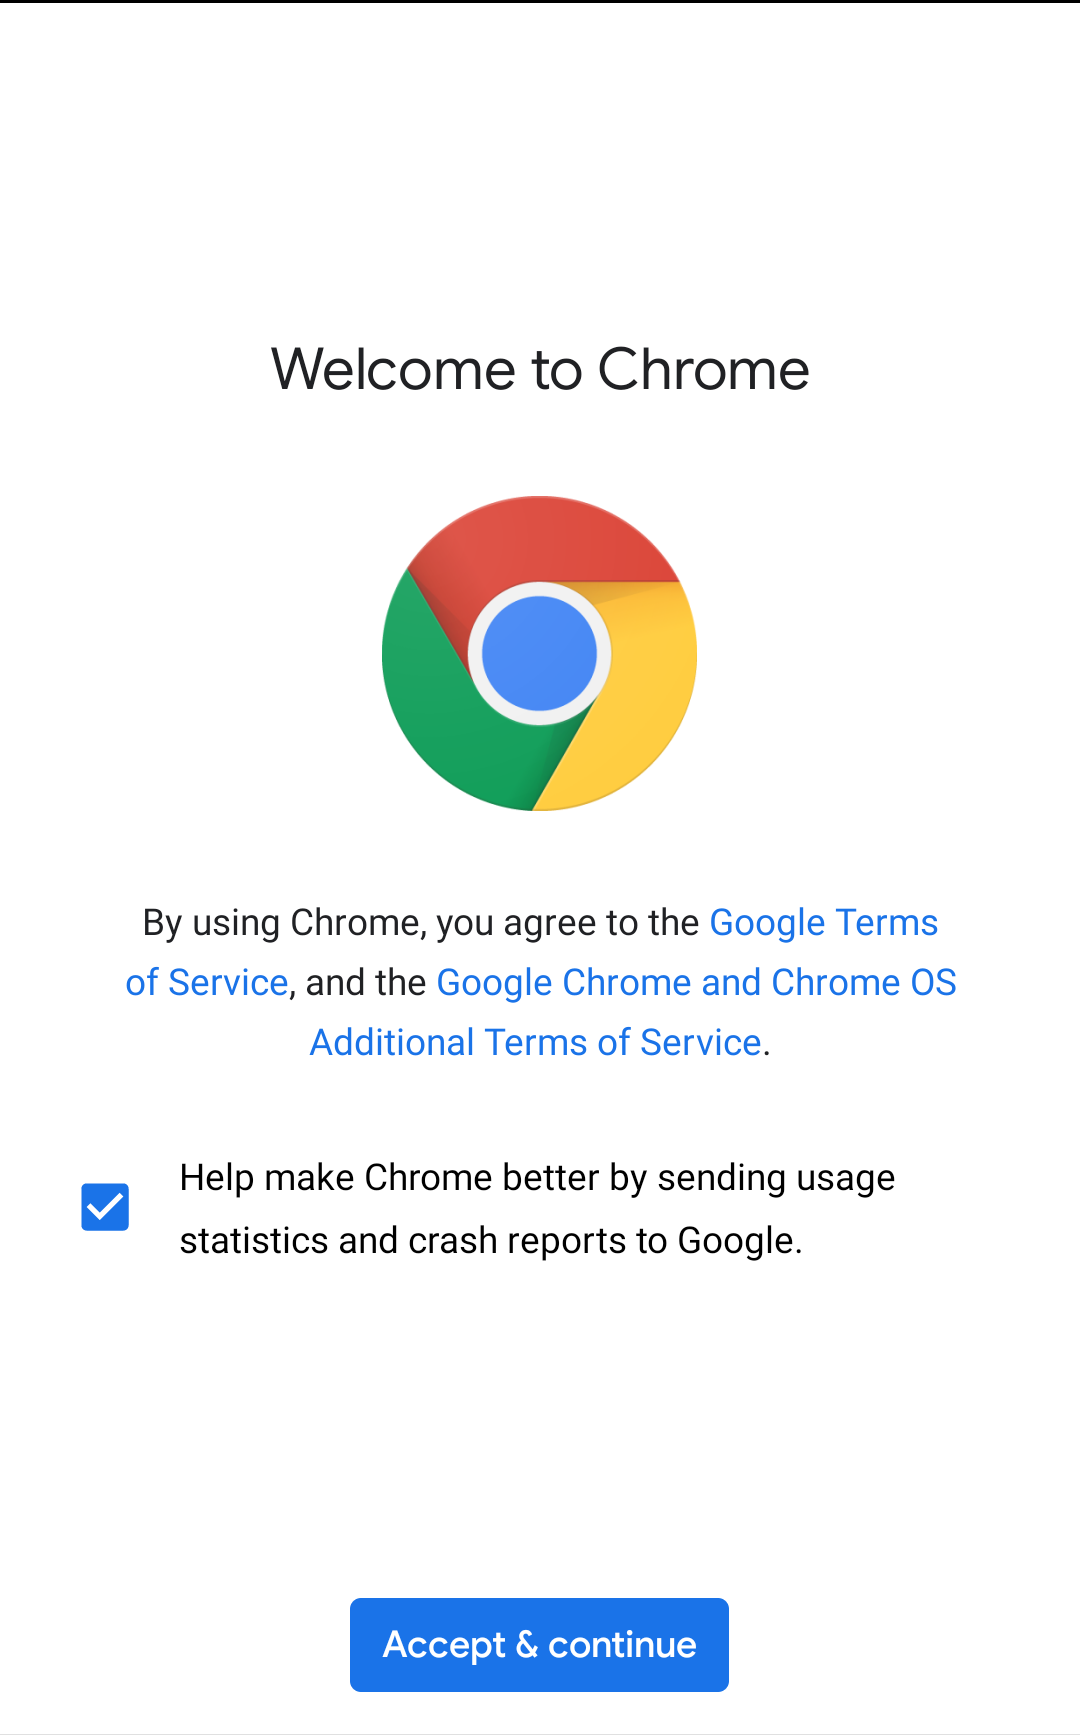 Welcome to Chrome
By using Chrome, you agree to the Google Terms
of Service, and the Google Chrome and Chrome OS
Additional Terms of Service.
Help make Chrome better by sending usage
statistics and crash reports to Google.
Accept & continue